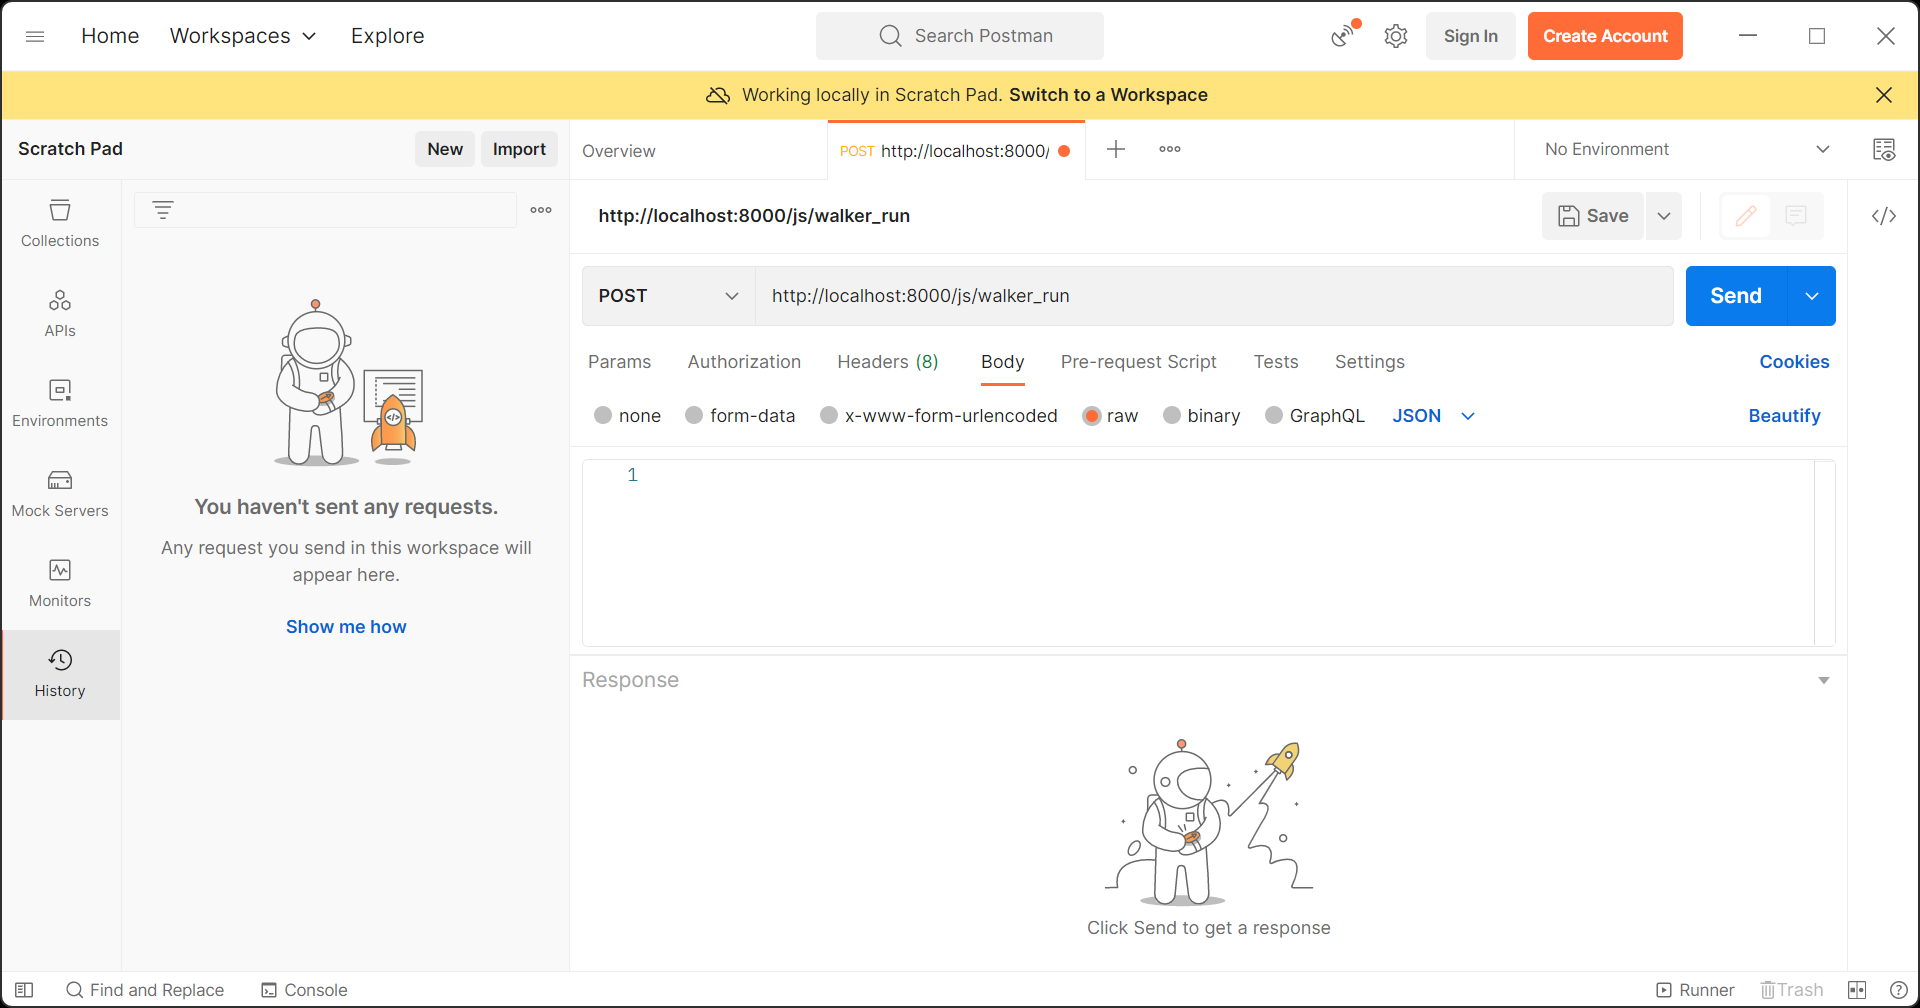 Home Workspaces Explore Search Postman Sign In Create Account
Working locally in Scratch Pad. Switch to a Workspace
Scratch Pad New Import Overview POST http://localhost:8000/ No Environment
Collections
APIs
Environments
Mock Servers
Monitors
History
You haven't sent any requests.
Any request you send in this workspace will
appear here.
Show me how
http://localhost:8000/js/walker_run Save
POST http://localhost:8000/js/walker_run Send
Params Authorization Headers (8) Body Pre-request Script Tests Settings Cookies
none form-data x-www-form-urlencoded raw binary GraphQL JSON Beautify
1
Response
Click Send to get a response
Find and Replace Console Runner Trash